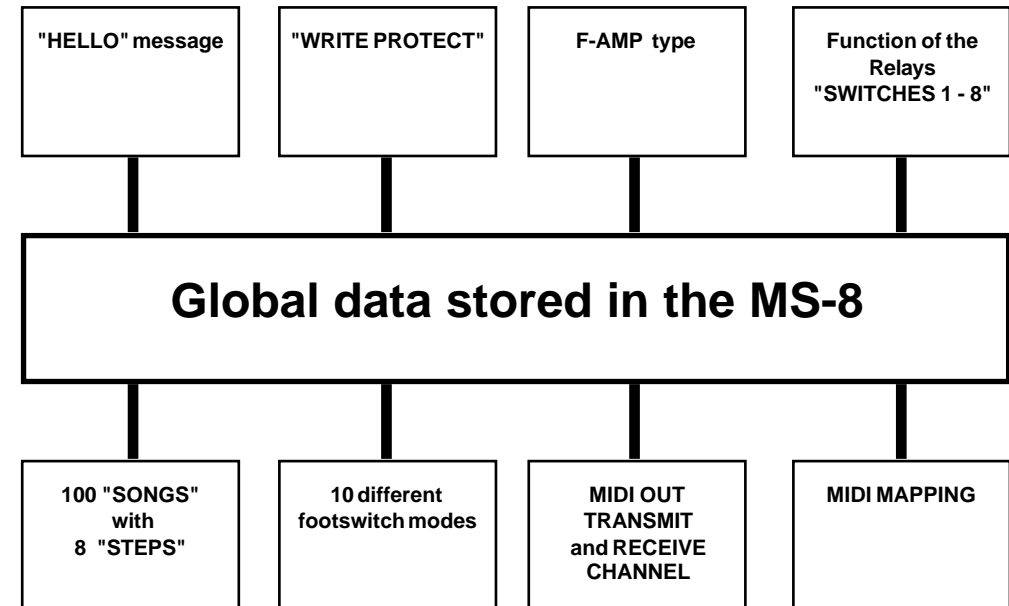 "HELLO" message
"WRITE PROTECT"
F-AMP type
Function of the
Relays
"SWITCHES 1 - 8"
Global data stored in the MS-8
100 "SONGS"
with
8 "STEPS"
10 different
footswitch modes
MIDI OUT
TRANSMIT
and RECEIVE
CHANNEL
MIDI MAPPING